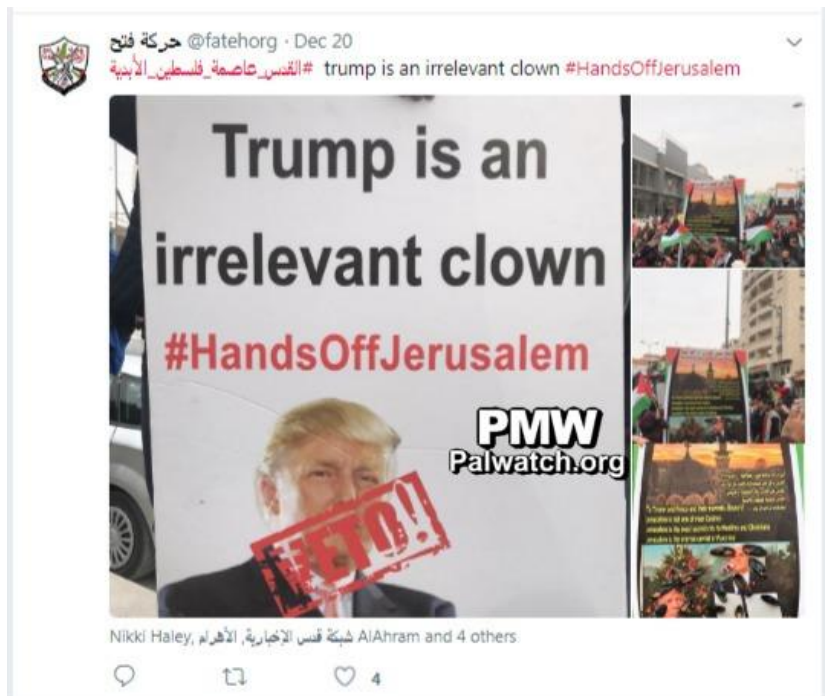 حركة فتح @fatehorg · Dec 20
#القدس_عاصمة_فلسطين_الأبدية trump is an irrelevant clown #HandsOffJerusalem
Trump is an
irrelevant clown
#HandsOffJerusalem
VETO!
PMW
Palwatch.org
Nikki Haley, شبكة قدس الإخبارية, الأهرام AlAhram and 4 others
4